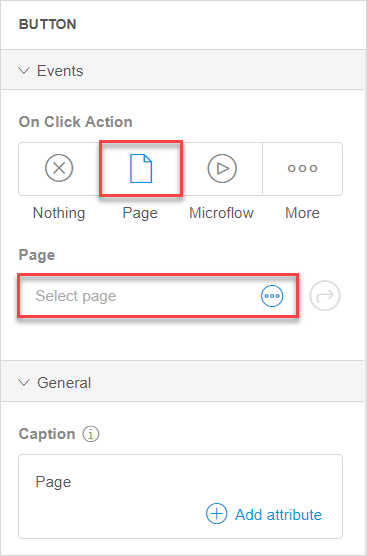 BUTTON
Events
On Click Action
Nothing Page Microflow More
Page
Select page
General
Caption
Page
Add attribute